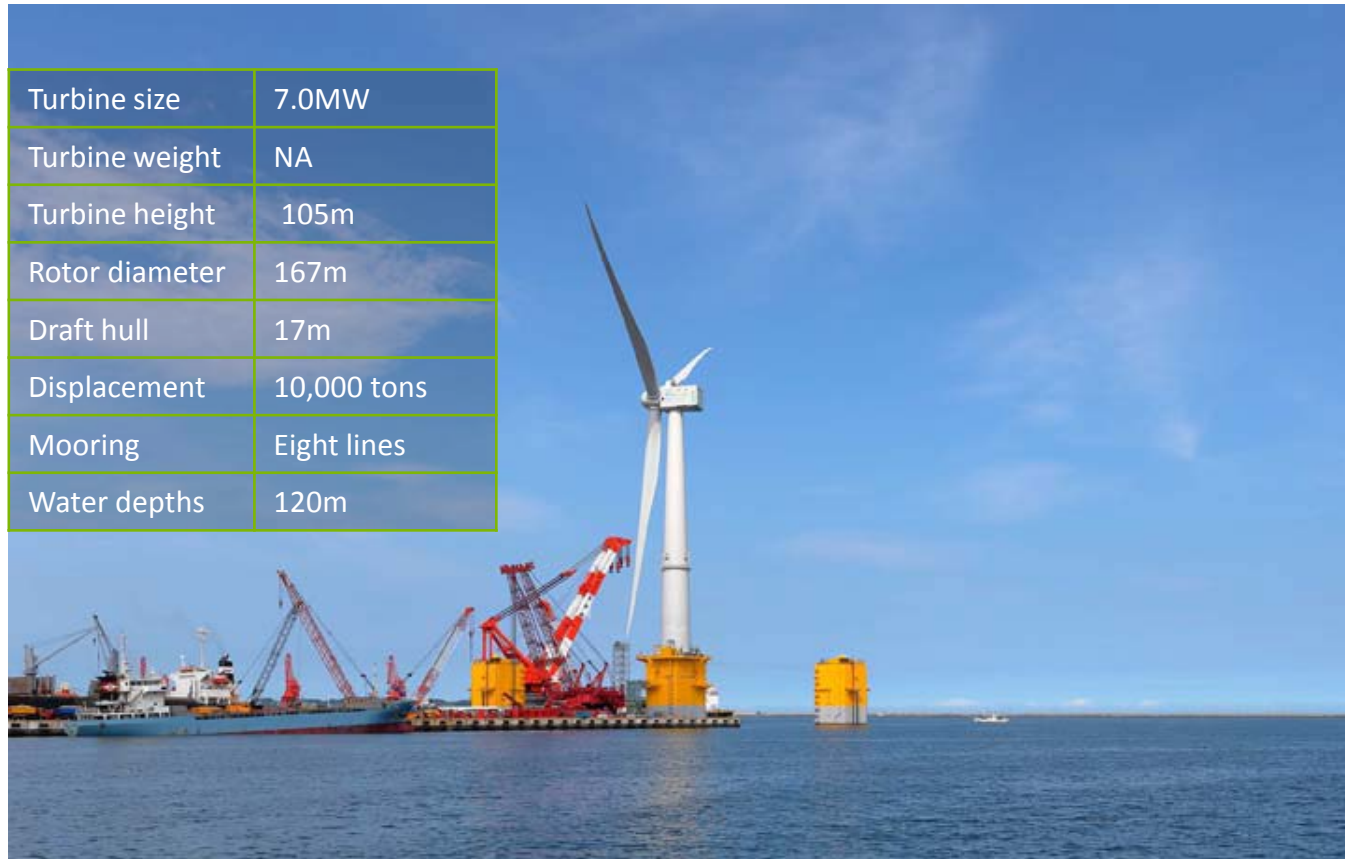 Turbine size 7.0MW
Turbine weight NA
Turbine height 105m
Rotor diameter 167m
Draft hull 17m
Displacement 10,000 tons
Mooring Eight lines
Water depths 120m